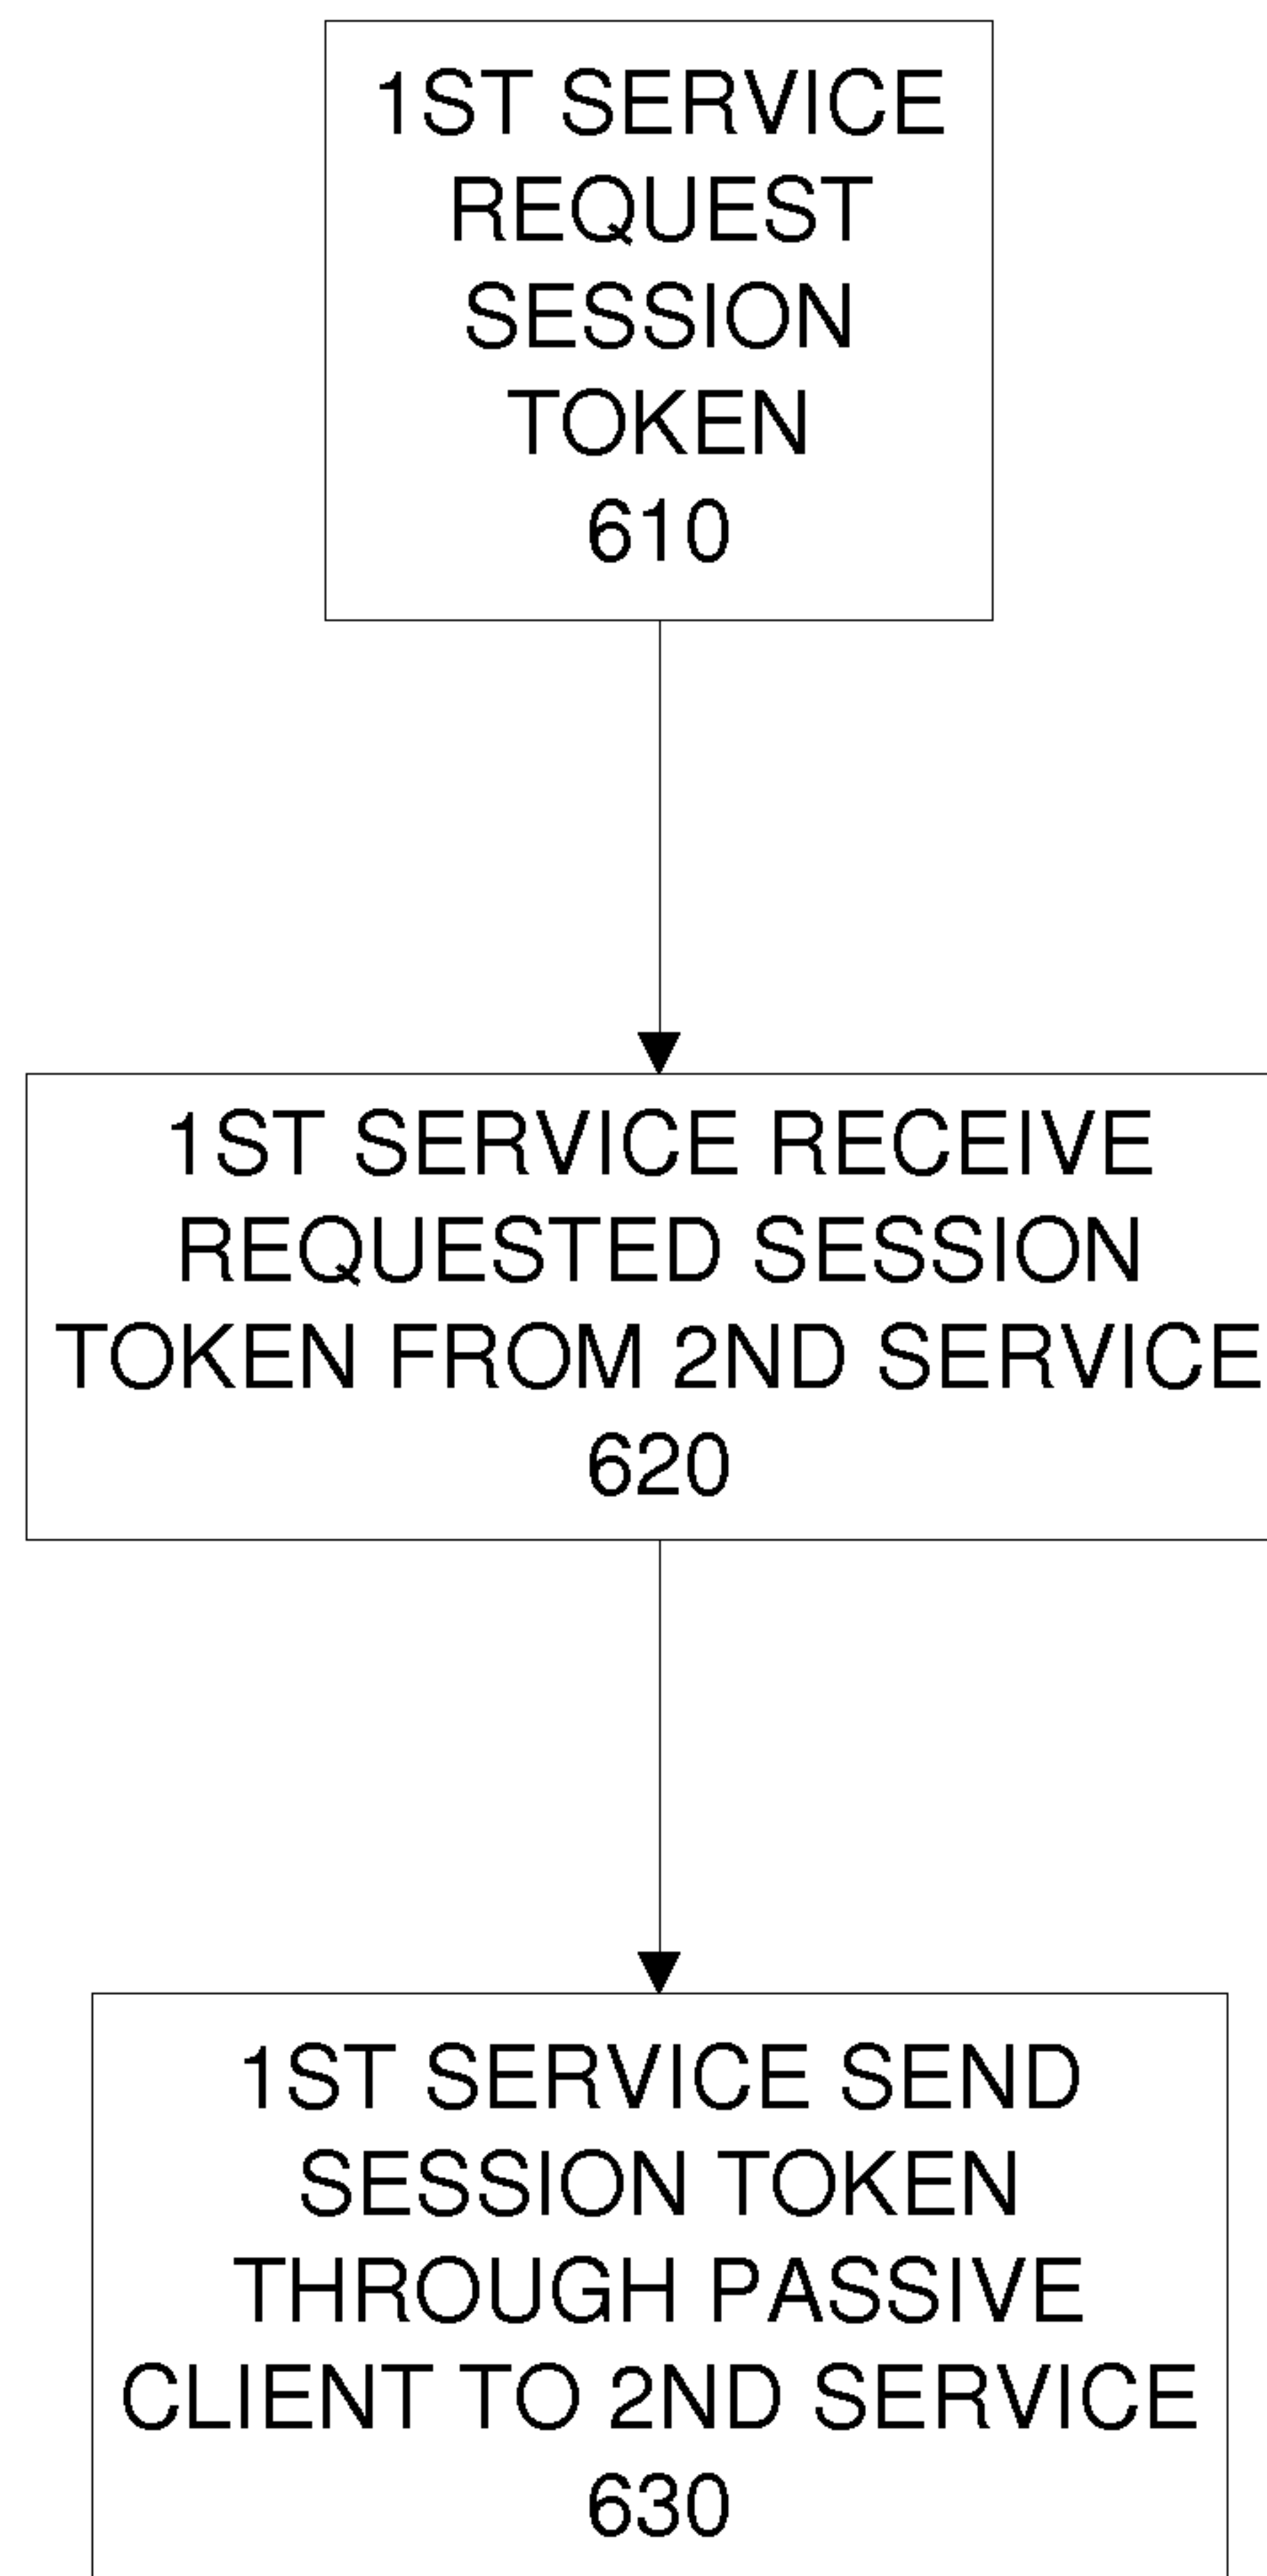 1ST SERVICE
REQUEST
SESSION
TOKEN
610
1ST SERVICE RECEIVE
REQUESTED SESSION
TOKEN FROM 2ND SERVICE
620
1ST SERVICE SEND
SESSION TOKEN
THROUGH PASSIVE
CLIENT TO 2ND SERVICE
630